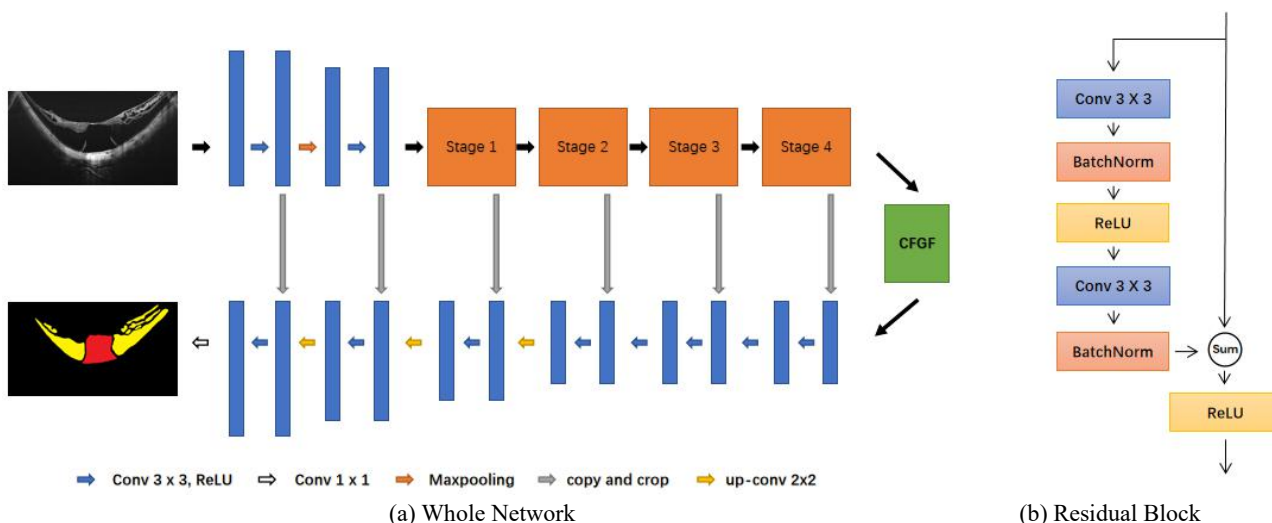 Stage 1
Stage 2
Stage 3
Stage 4
CFGF
Conv 3 x 3, ReLU
Conv 1 x 1
Maxpooling
copy and crop
up-conv 2x2
(a) Whole Network
Conv 3 X 3
BatchNorm
ReLU
Conv 3 X 3
BatchNorm
Sum
ReLU
(b) Residual Block